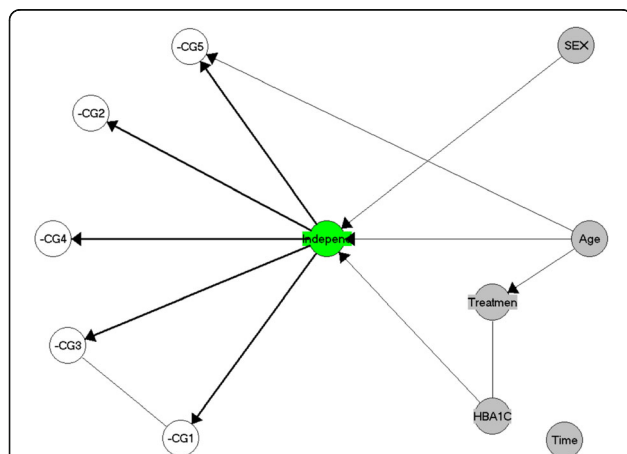 -CG5
SEX
-CG2
-CG4
Independ
Age
Treatmen
-CG3
HBA1C
-CG1
Time